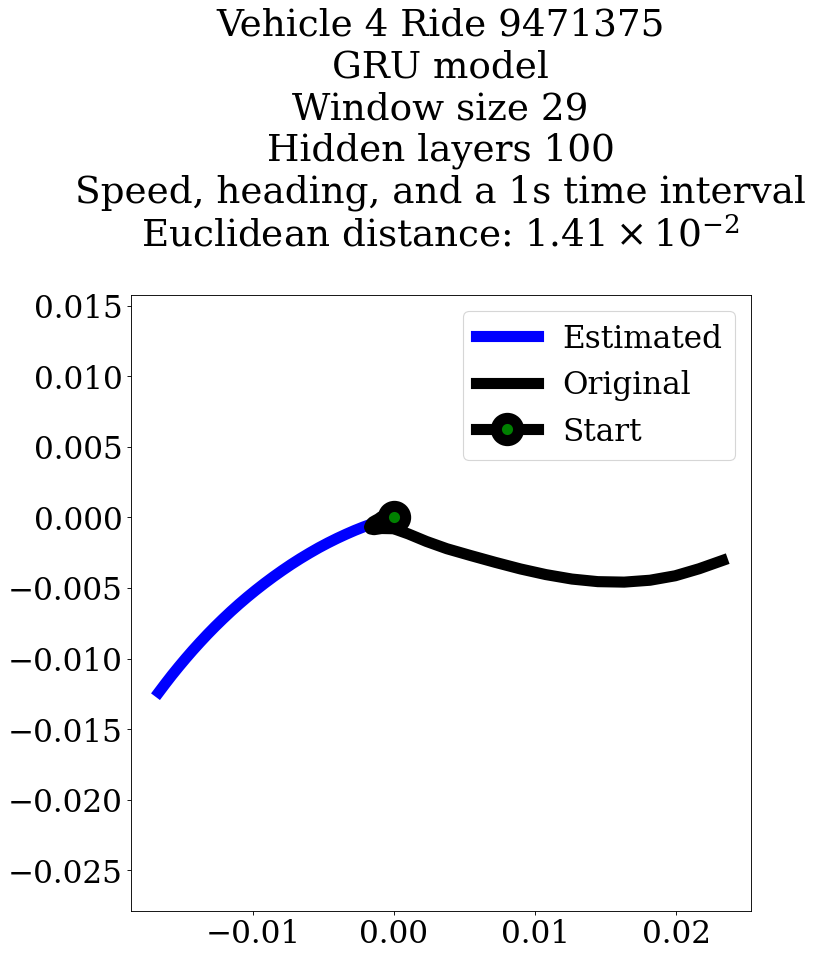 Vehicle 4 Ride 9471375
GRU model
Window size 29
Hidden layers 100
Speed, heading, and a 1s time interval
Euclidean distance: 1.41 × 10⁻²
Estimated
Original
Start
0.015
0.010
0.005
0.000
−0.005
−0.010
−0.015
−0.020
−0.025
−0.01 0.00 0.01 0.02